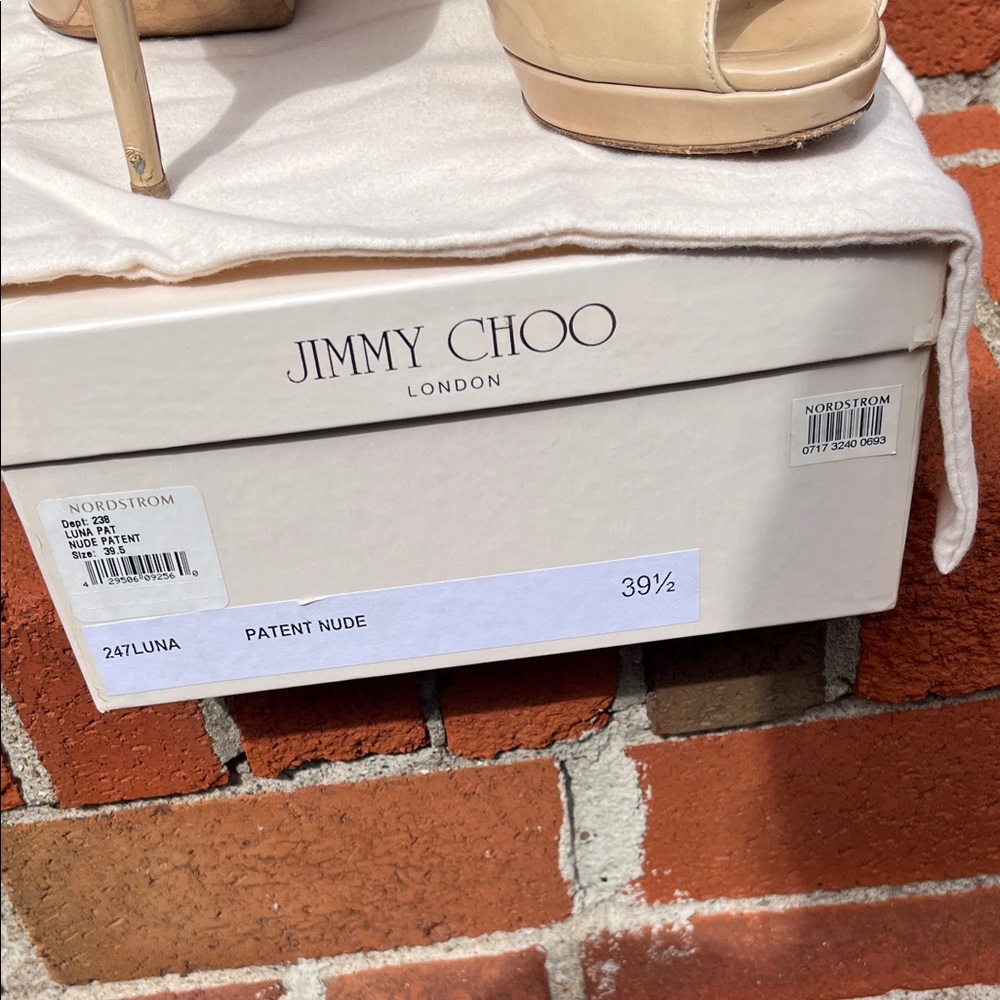 JIMMY CHOO
LONDON
NORDSTROM
0717 3240 0693
NORDSTROM
Dept: 238
LUNA PAT
NUDE PATENT
Size: 39.5
4 29506 09256 0
247LUNA PATENT NUDE 39½